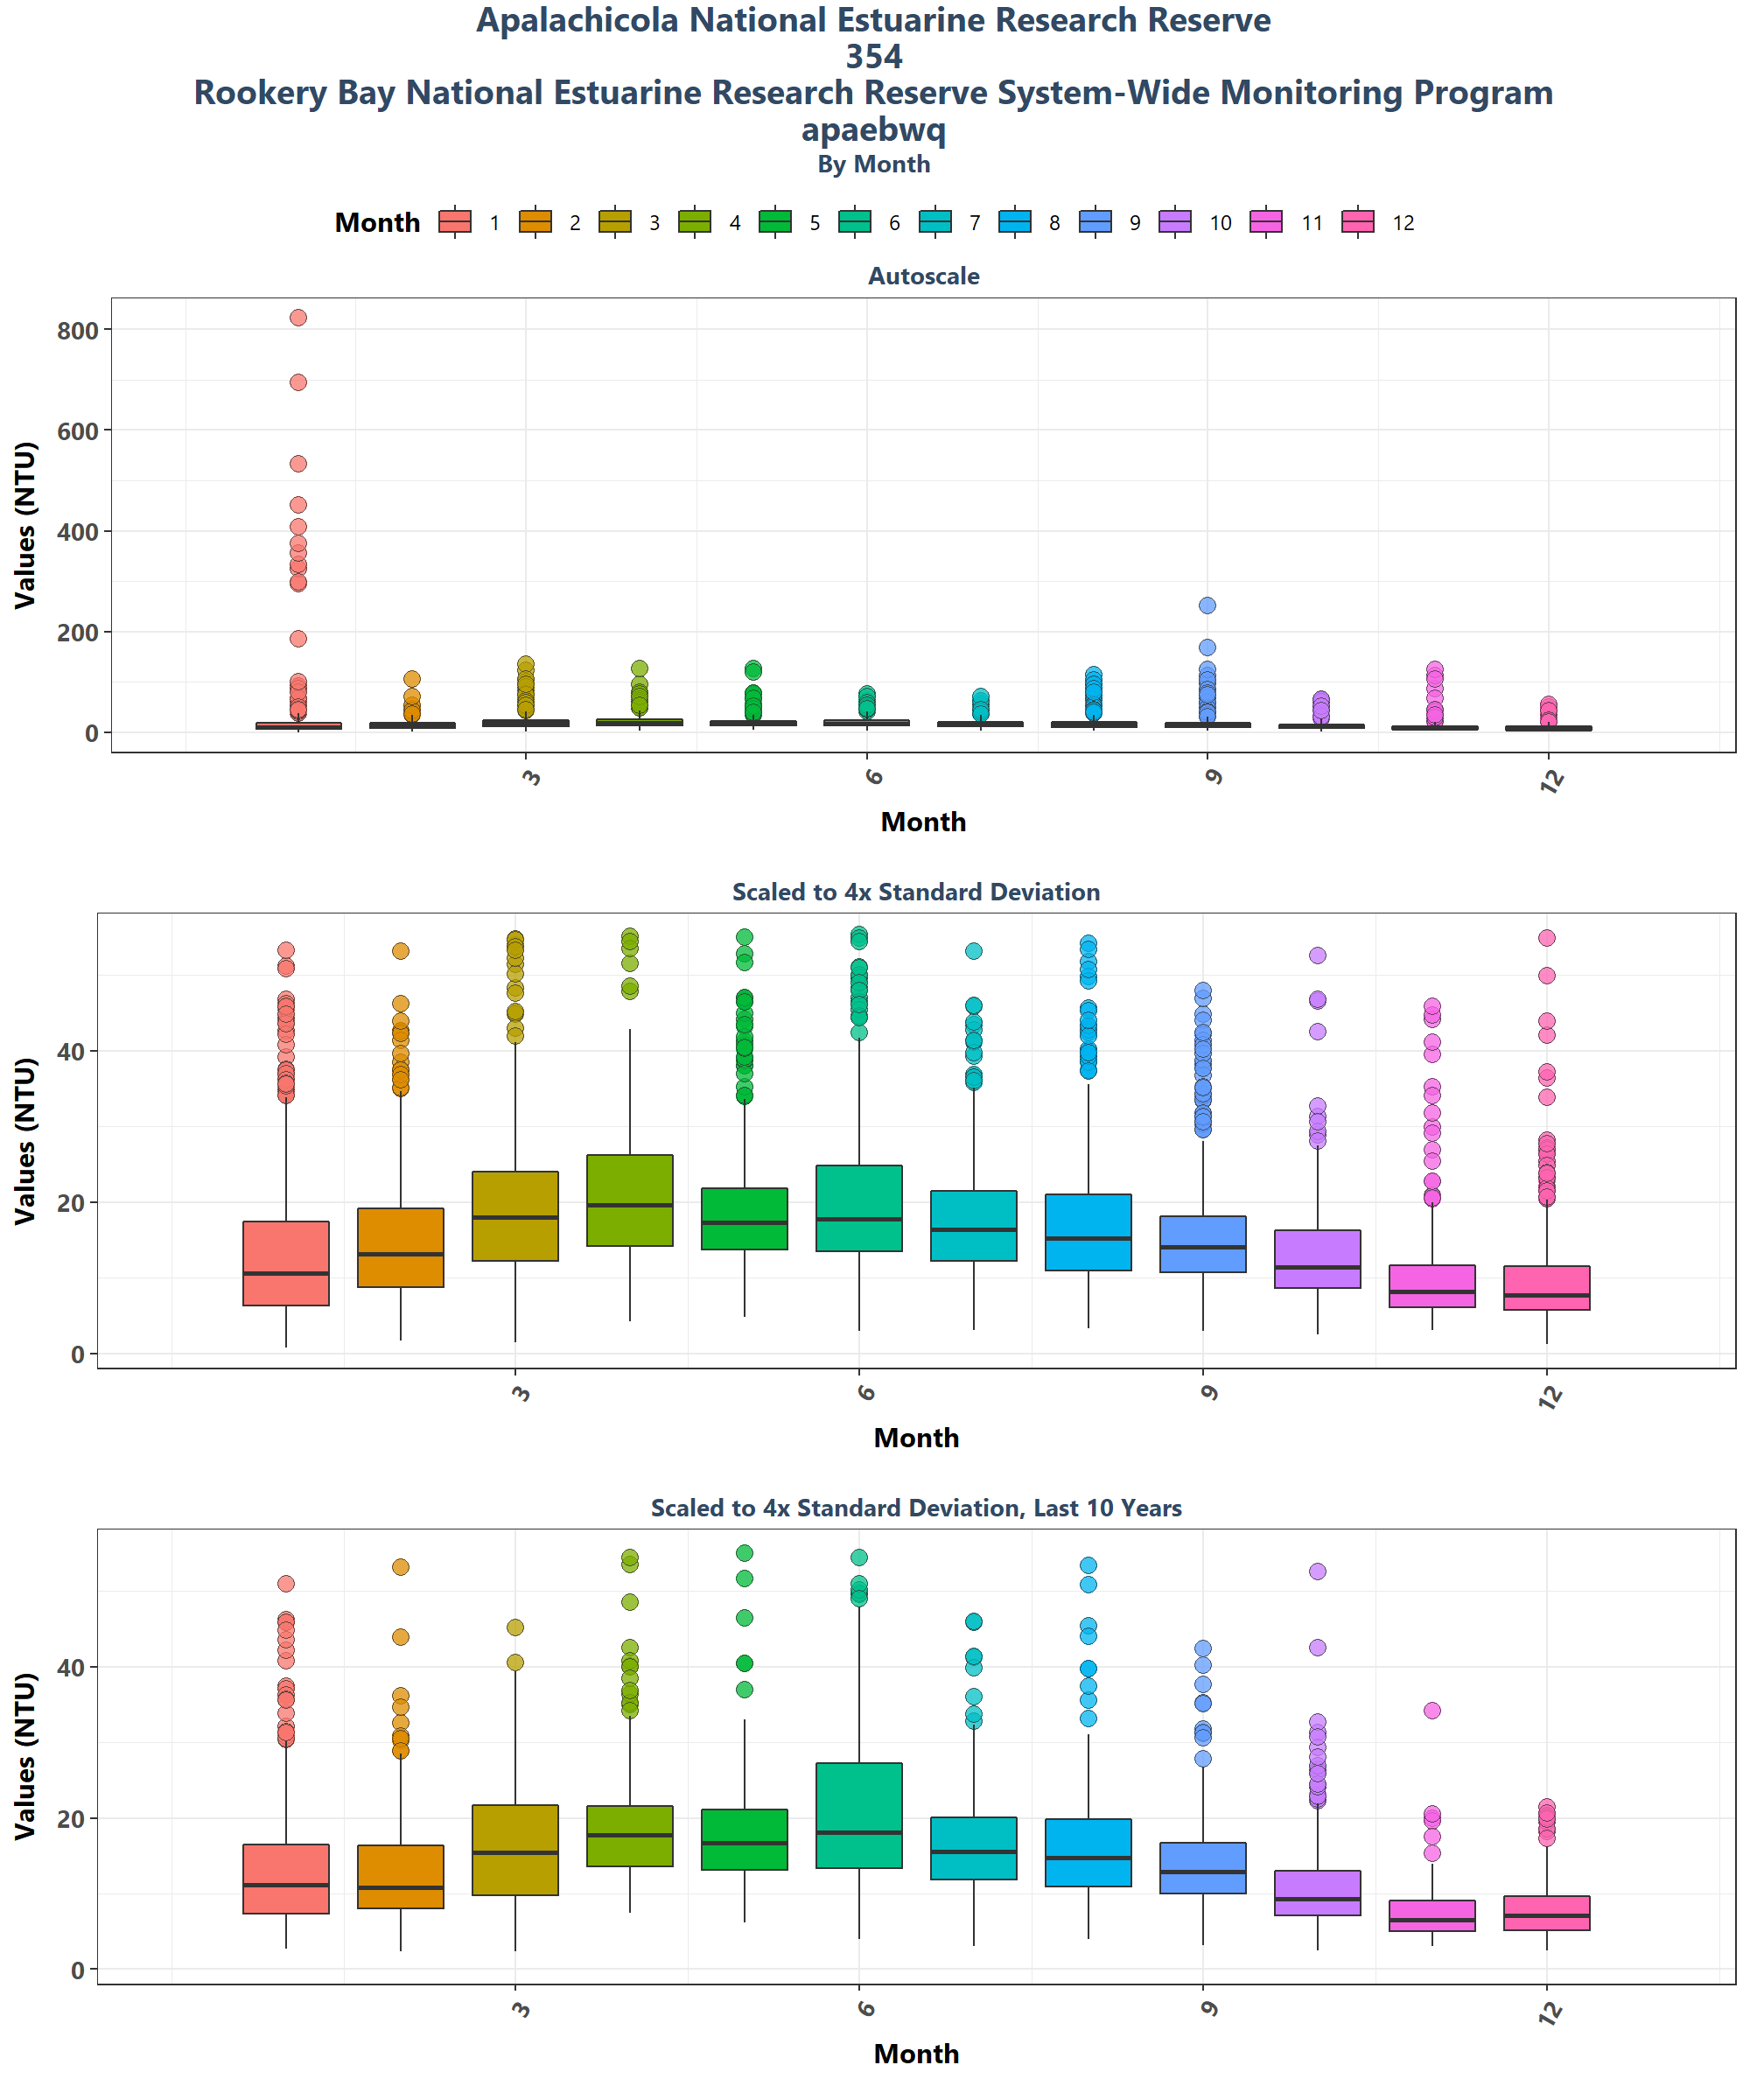 Apalachicola National Estuarine Research Reserve
354
Rookery Bay National Estuarine Research Reserve System-Wide Monitoring Program
apaebwq
By Month
Month 1 2 3 4 5 6 7 8 9 10 11 12
Autoscale
Values (NTU)
800
600
400
200
0
3 6 9 12
Month
Scaled to 4x Standard Deviation
Values (NTU)
40
20
0
3 6 9 12
Month
Scaled to 4x Standard Deviation, Last 10 Years
Values (NTU)
40
20
0
3 6 9 12
Month